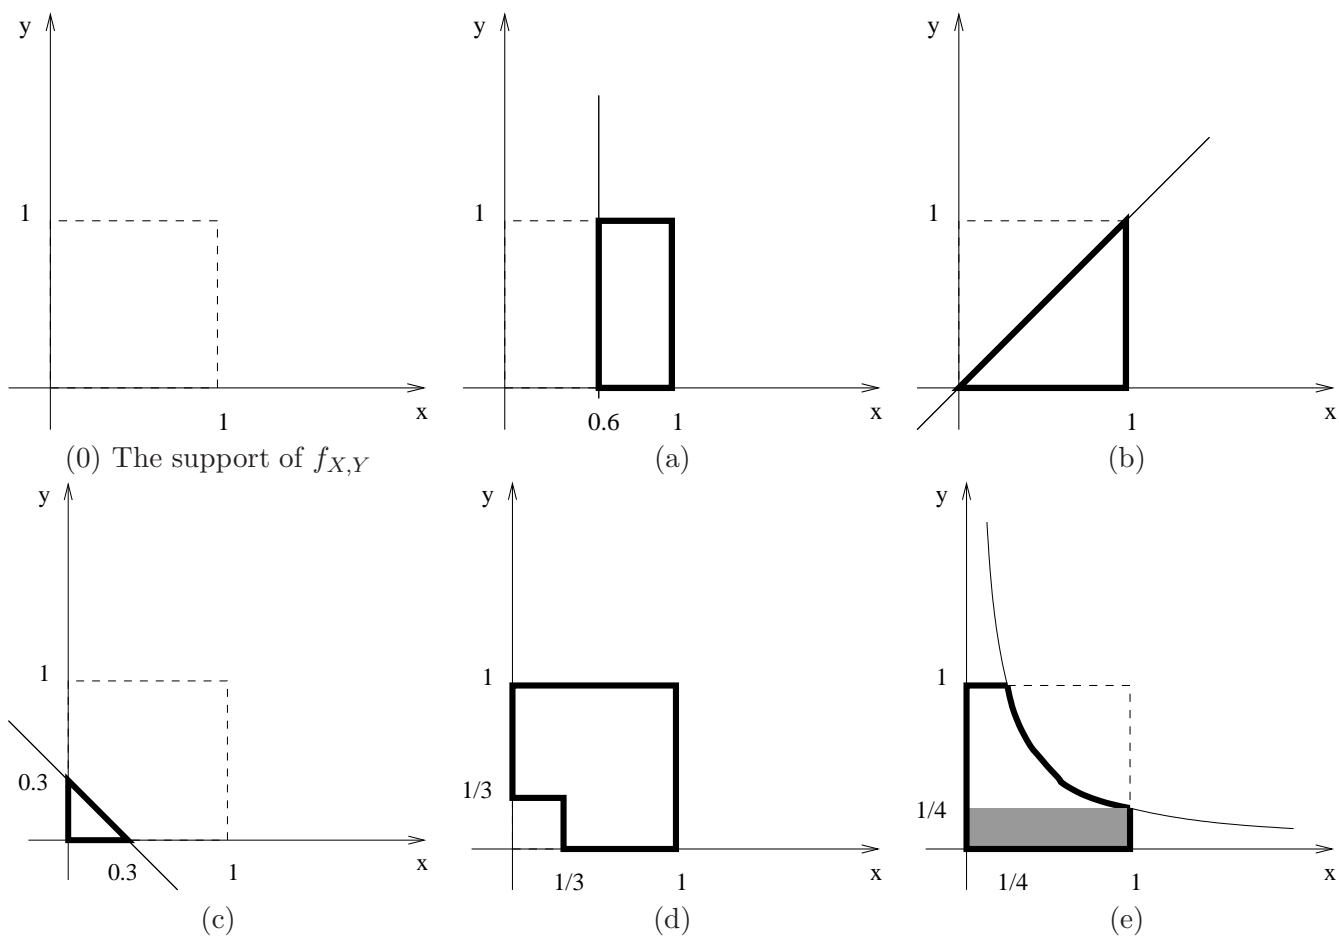 y
1
1
x
(0) The support of f_{X,Y}
y
1
0.6
1
x
(a)
y
1
1
x
(b)
y
1
0.3
0.3
1
x
(c)
y
1
1/3
1/3
1
x
(d)
y
1
1/4
1/4
1
x
(e)